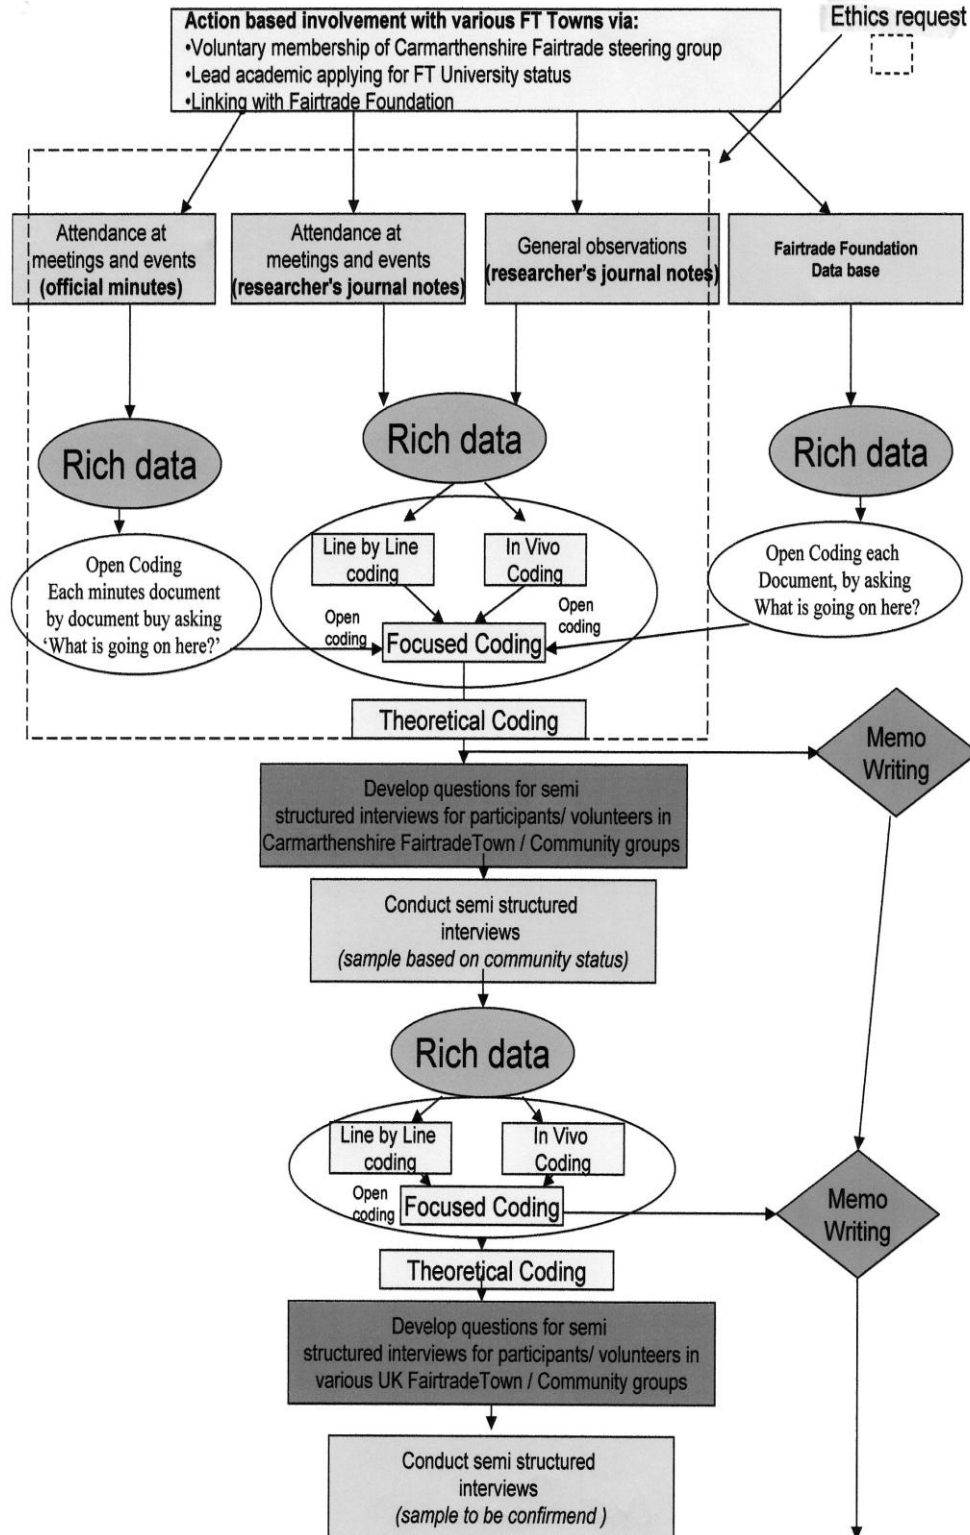 Action based involvement with various FT Towns via:
•Voluntary membership of Carmarthenshire Fairtrade steering group
•Lead academic applying for FT University status
•Linking with Fairtrade Foundation
Ethics request
Attendance at
meetings and events
(official minutes)
Attendance at
meetings and events
(researcher's journal notes)
General observations
(researcher's journal notes)
Fairtrade Foundation
Data base
Rich data
Rich data
Rich data
Open Coding
Each minutes document
by document buy asking
‘What is going on here?’
Line by Line
coding
In Vivo
Coding
Open
coding
Open
coding
Focused Coding
Open Coding each
Document, by asking
What is going on here?
Theoretical Coding
Memo
Writing
Develop questions for semi
structured interviews for participants/ volunteers in
Carmarthenshire FairtradeTown / Community groups
Conduct semi structured
interviews
(sample based on community status)
Rich data
Line by Line
coding
In Vivo
Coding
Open
coding
Focused Coding
Memo
Writing
Theoretical Coding
Develop questions for semi
structured interviews for participants/ volunteers in
various UK FairtradeTown / Community groups
Conduct semi structured
interviews
(sample to be confirmend )